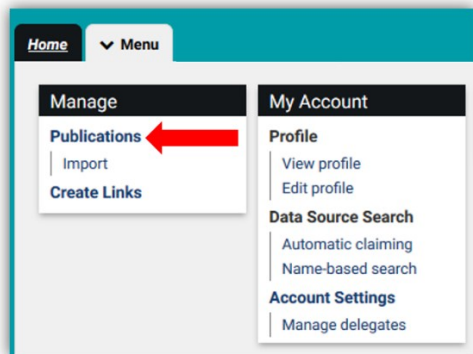 Home
Menu
Manage
Publications
Import
Create Links
My Account
Profile
View profile
Edit profile
Data Source Search
Automatic claiming
Name-based search
Account Settings
Manage delegates